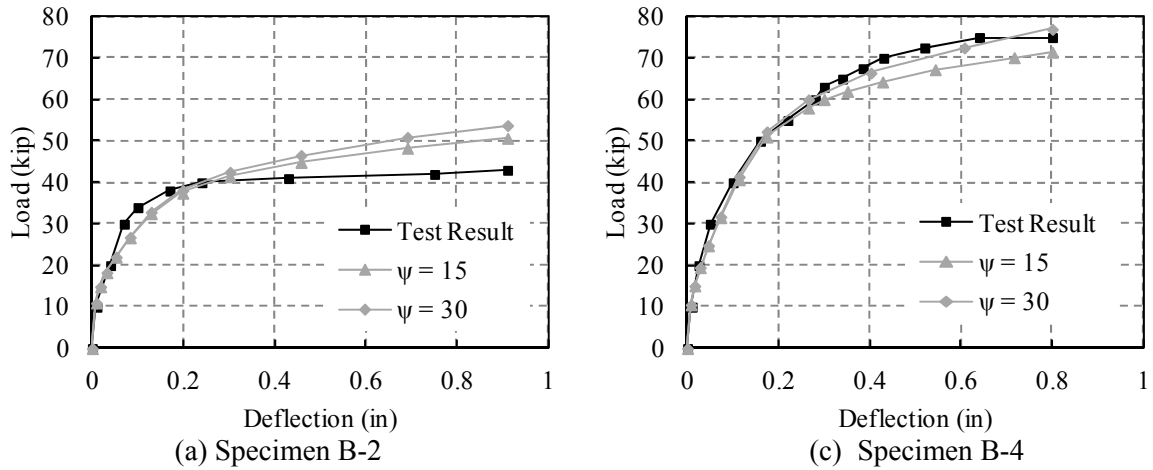 80
70
60
50
40
30
20
10
0
Load (kip)
0
0.2
0.4
0.6
0.8
1
Deflection (in)
Test Result
ψ = 15
ψ = 30
(a) Specimen B-2
80
70
60
50
40
30
20
10
0
Load (kip)
0
0.2
0.4
0.6
0.8
1
Deflection (in)
Test Result
ψ = 15
ψ = 30
(c) Specimen B-4